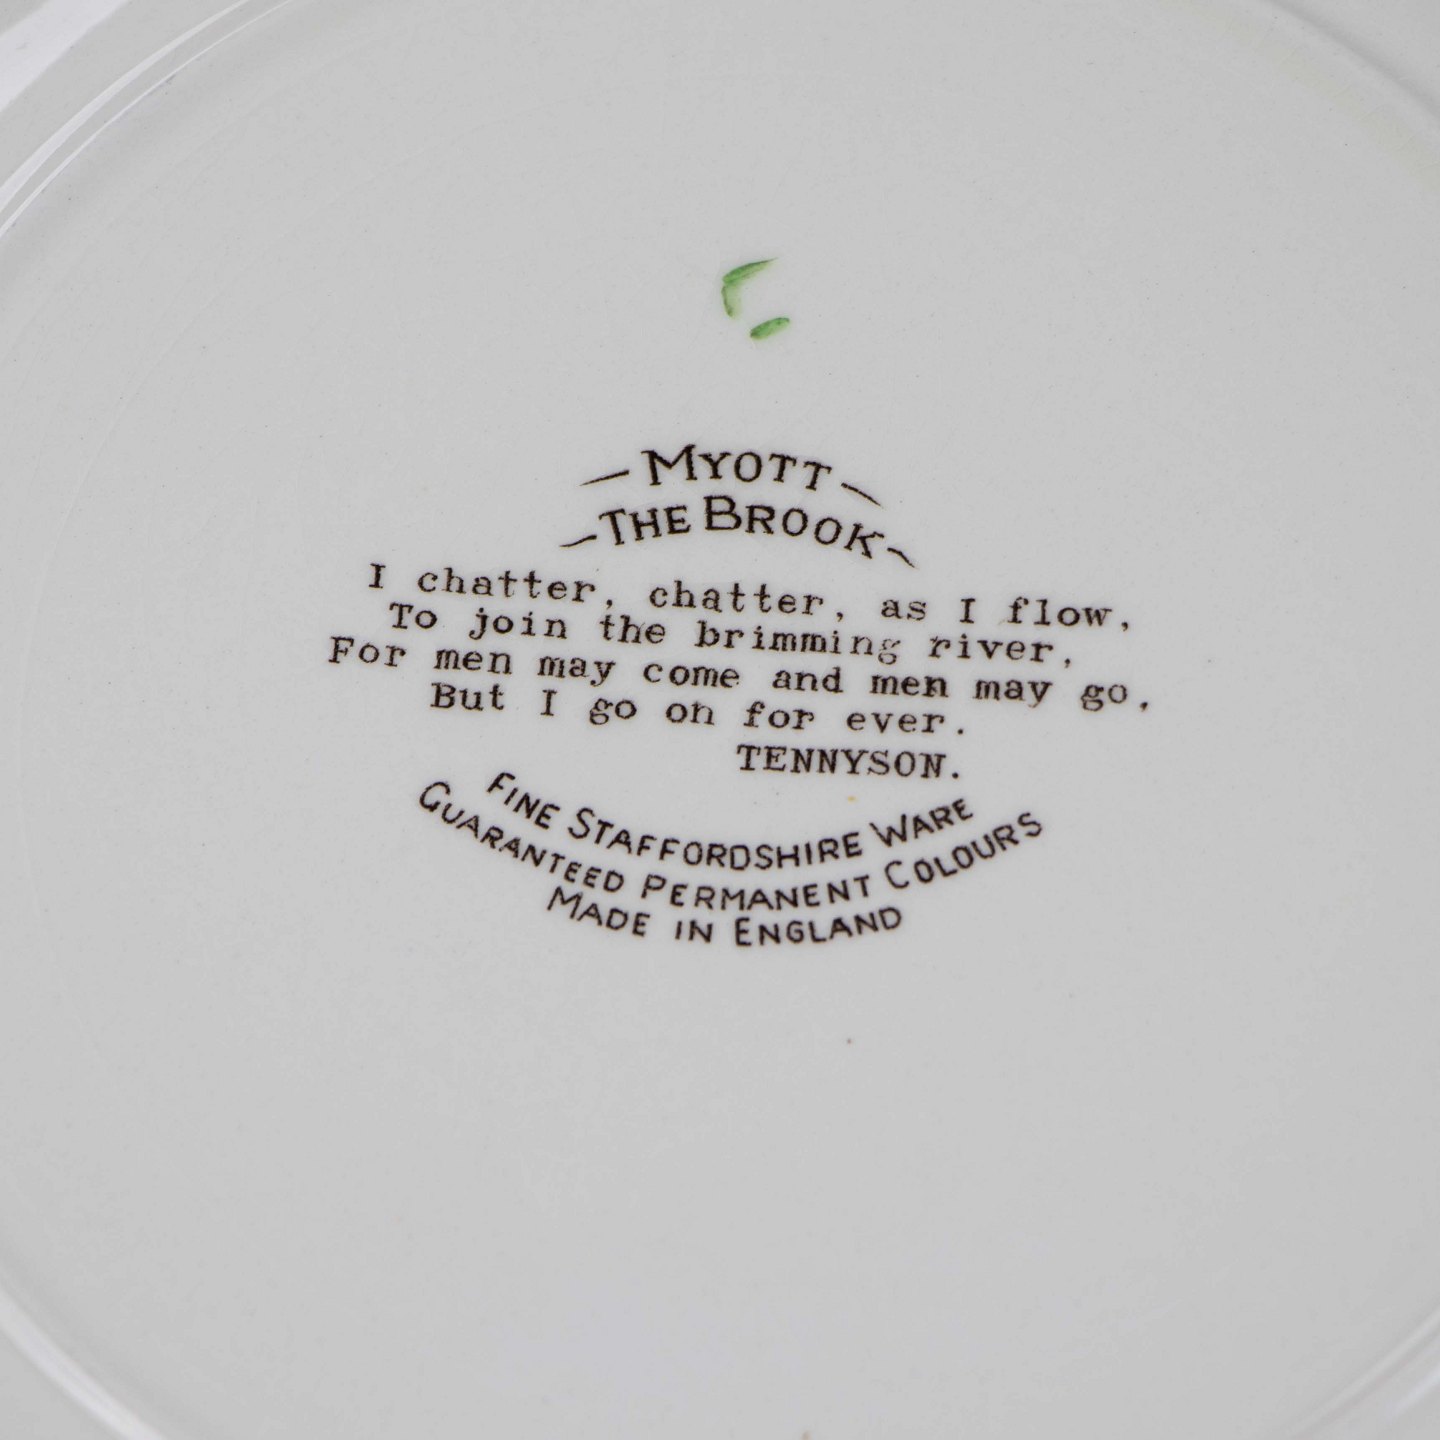 — MYOTT —
— THE BROOK —
I chatter, chatter, as I flow,
To join the brimming river,
For men may come and men may go,
But I go on for ever.
TENNYSON.
FINE STAFFORDSHIRE WARE
GUARANTEED PERMANENT COLOURS
MADE IN ENGLAND